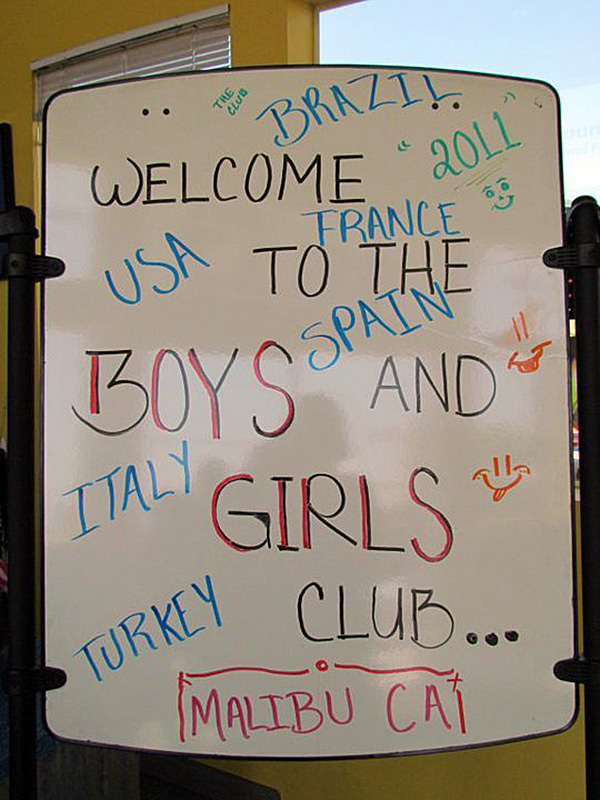 THE
CLUB
BRAZIL
"2011"
WELCOME
FRANCE
USA
TO THE
SPAIN
BOYS AND
ITALY
GIRLS
TURKEY
CLUB...
MALIBU CA